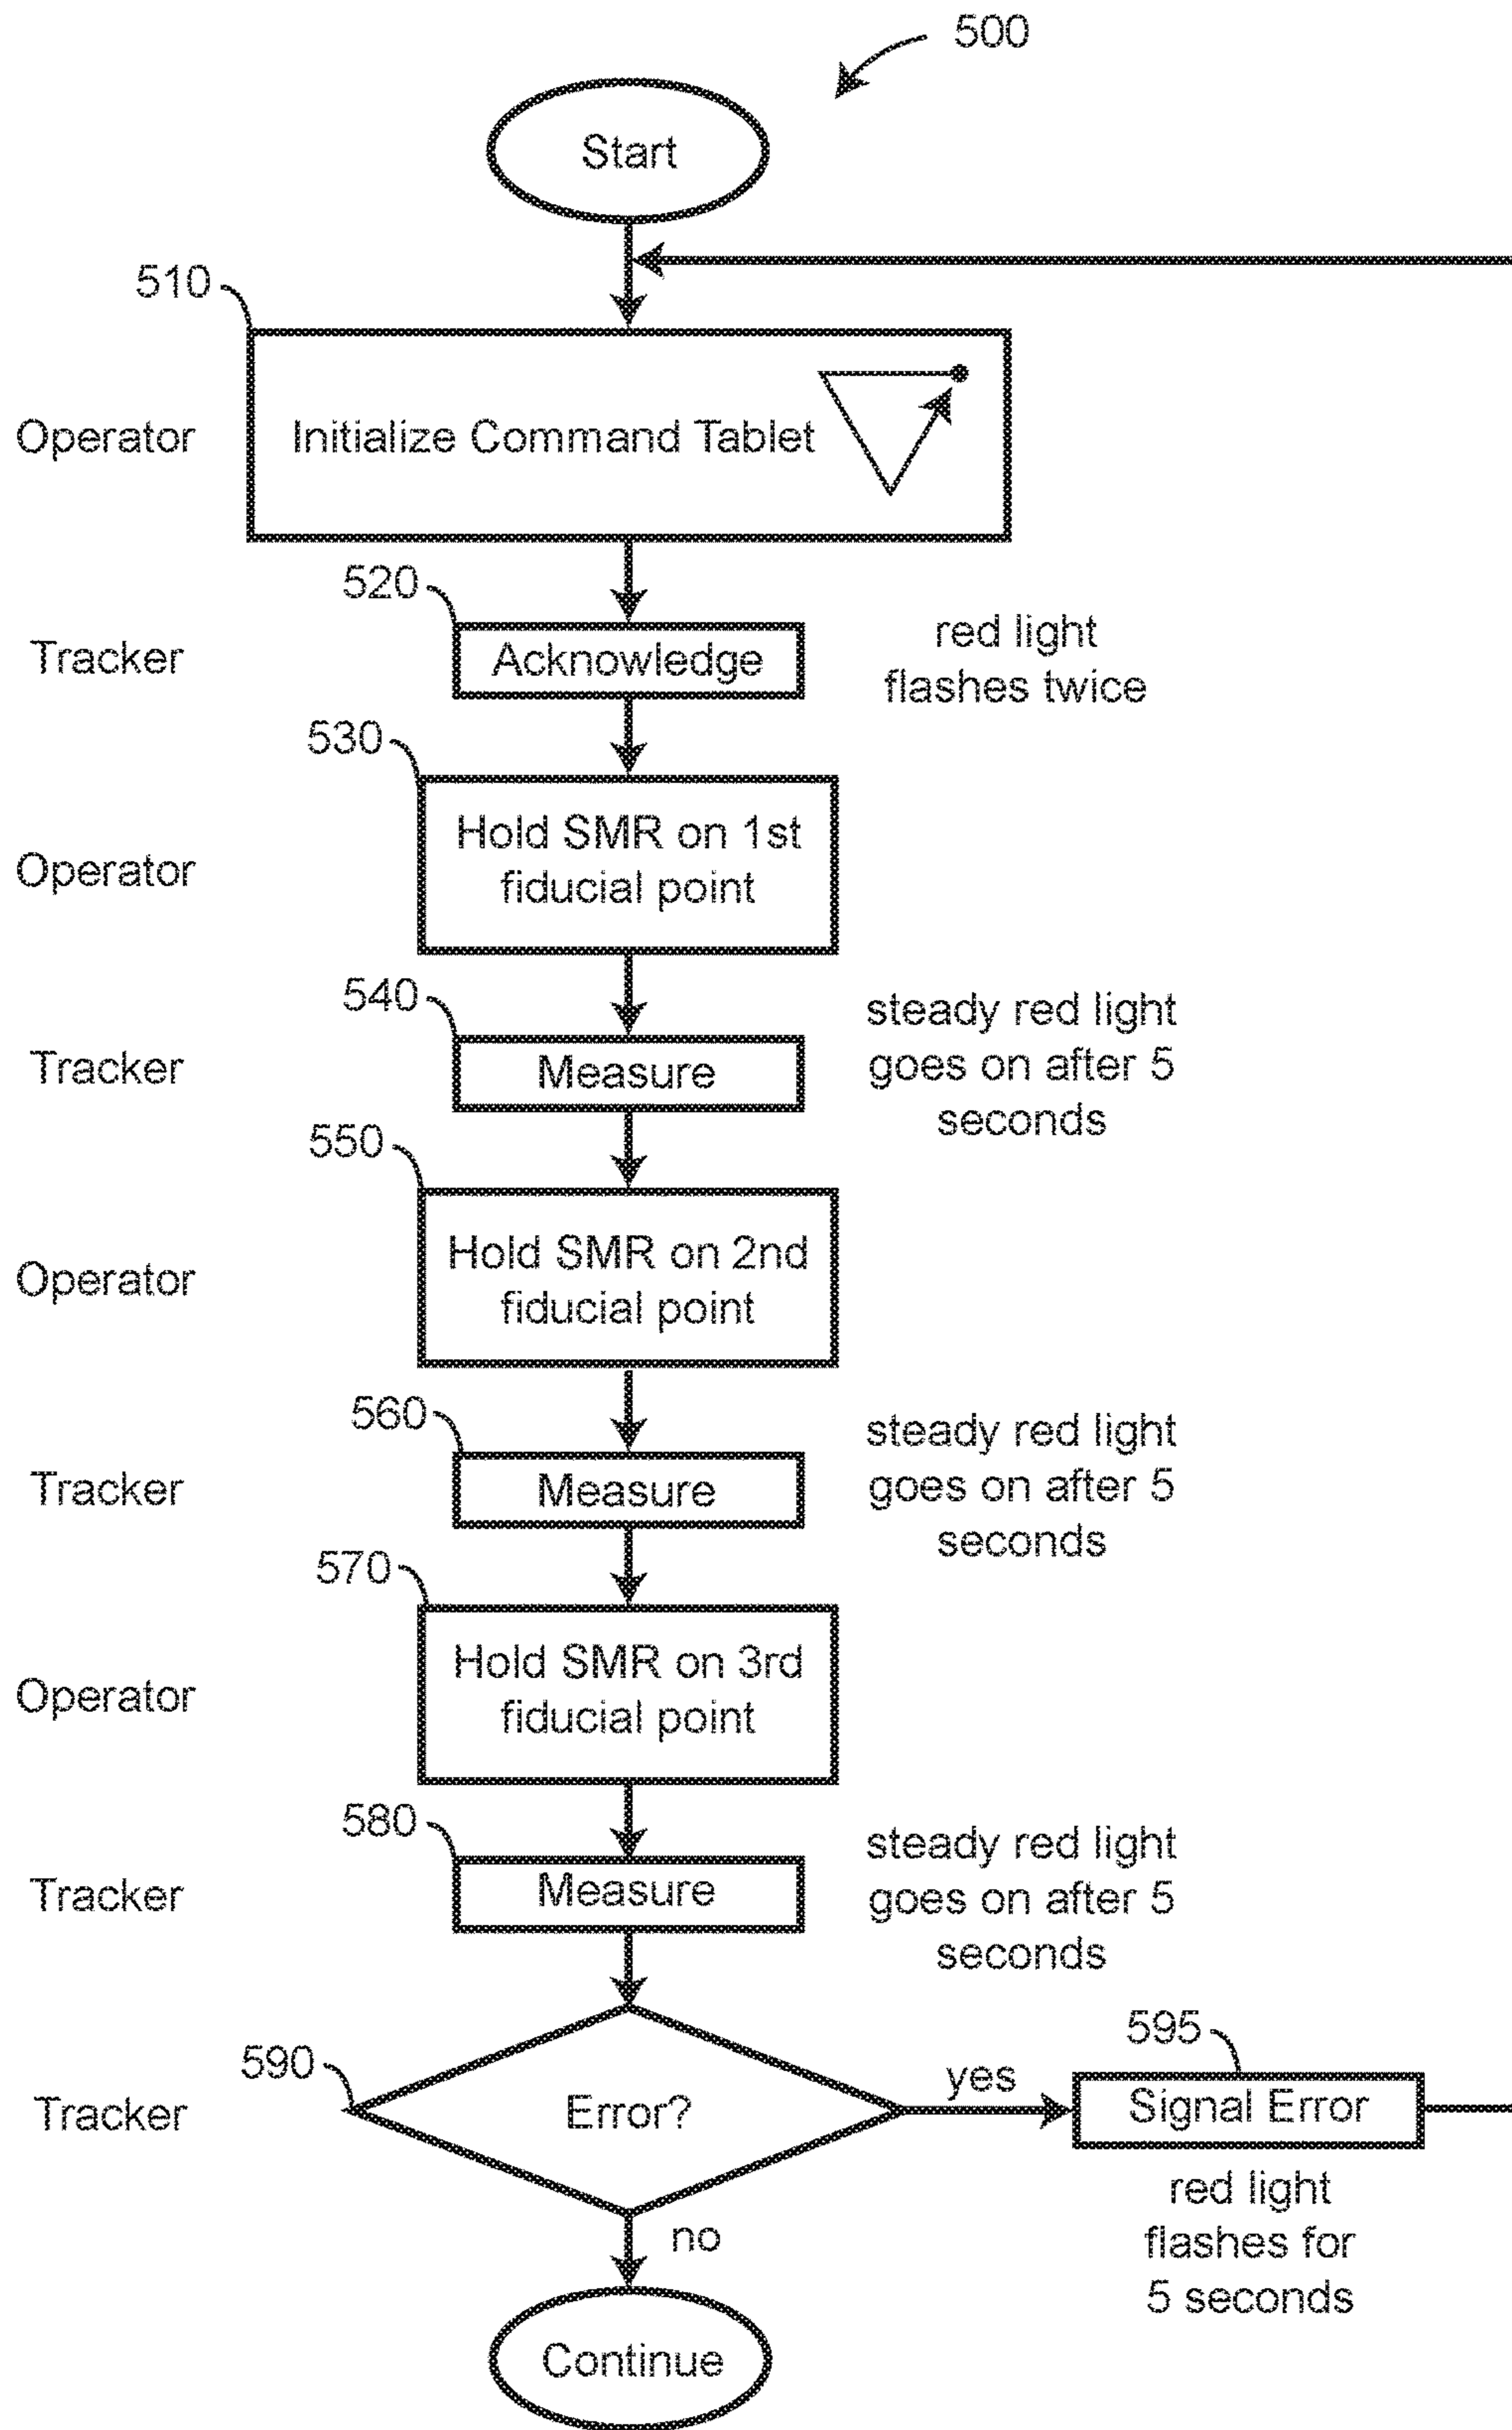 500
Start
510
Operator
Initialize Command Tablet
520
Tracker
Acknowledge
red light
flashes twice
530
Operator
Hold SMR on 1st
fiducial point
540
Tracker
Measure
steady red light
goes on after 5
seconds
550
Operator
Hold SMR on 2nd
fiducial point
560
Tracker
Measure
steady red light
goes on after 5
seconds
570
Operator
Hold SMR on 3rd
fiducial point
580
Tracker
Measure
steady red light
goes on after 5
seconds
590
Tracker
Error?
yes
595
Signal Error
red light
flashes for
5 seconds
no
Continue